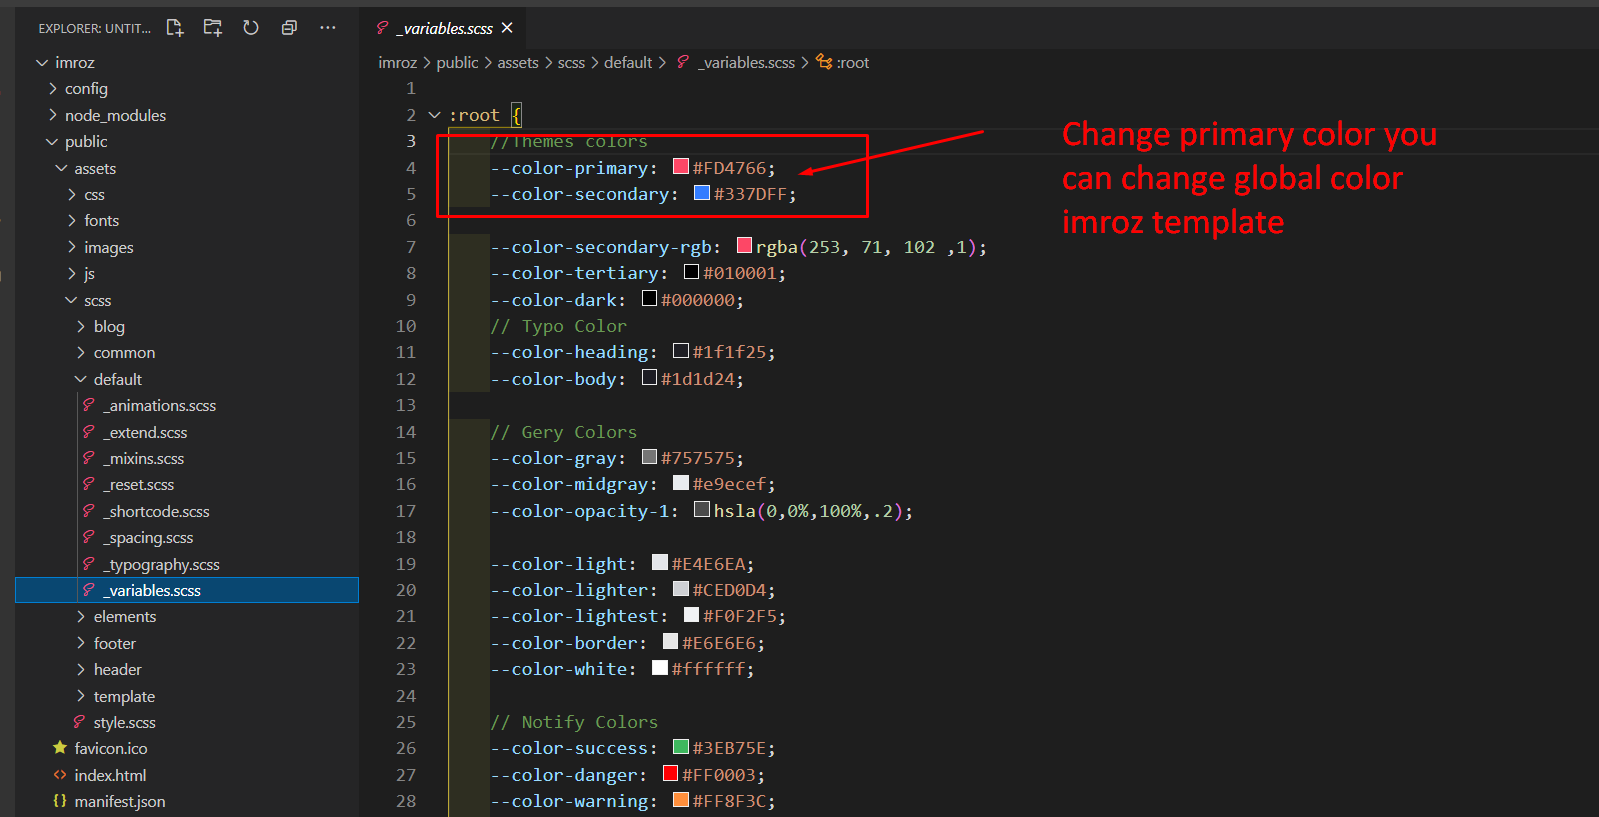 EXPLORER: UNTIT...
imroz
config
node_modules
public
assets
css
fonts
images
js
scss
blog
common
default
_animations.scss
_extend.scss
_mixins.scss
_reset.scss
_shortcode.scss
_spacing.scss
_typography.scss
_variables.scss
elements
footer
header
template
style.scss
favicon.ico
index.html
manifest.json
_variables.scss
imroz > public > assets > scss > default > _variables.scss > :root
1
2 :root {
3 //Themes colors
4 --color-primary: #FD4766;
5 --color-secondary: #337DFF;
6
7 --color-secondary-rgb: rgba(253, 71, 102 ,1);
8 --color-tertiary: #010001;
9 --color-dark: #000000;
10 // Typo Color
11 --color-heading: #1f1f25;
12 --color-body: #1d1d24;
13
14 // Gery Colors
15 --color-gray: #757575;
16 --color-midgray: #e9ecef;
17 --color-opacity-1: hsla(0,0%,100%,.2);
18
19 --color-light: #E4E6EA;
20 --color-lighter: #CED0D4;
21 --color-lightest: #F0F2F5;
22 --color-border: #E6E6E6;
23 --color-white: #ffffff;
24
25 // Notify Colors
26 --color-success: #3EB75E;
27 --color-danger: #FF0003;
28 --color-warning: #FF8F3C;
Change primary color you
can change global color
imroz template